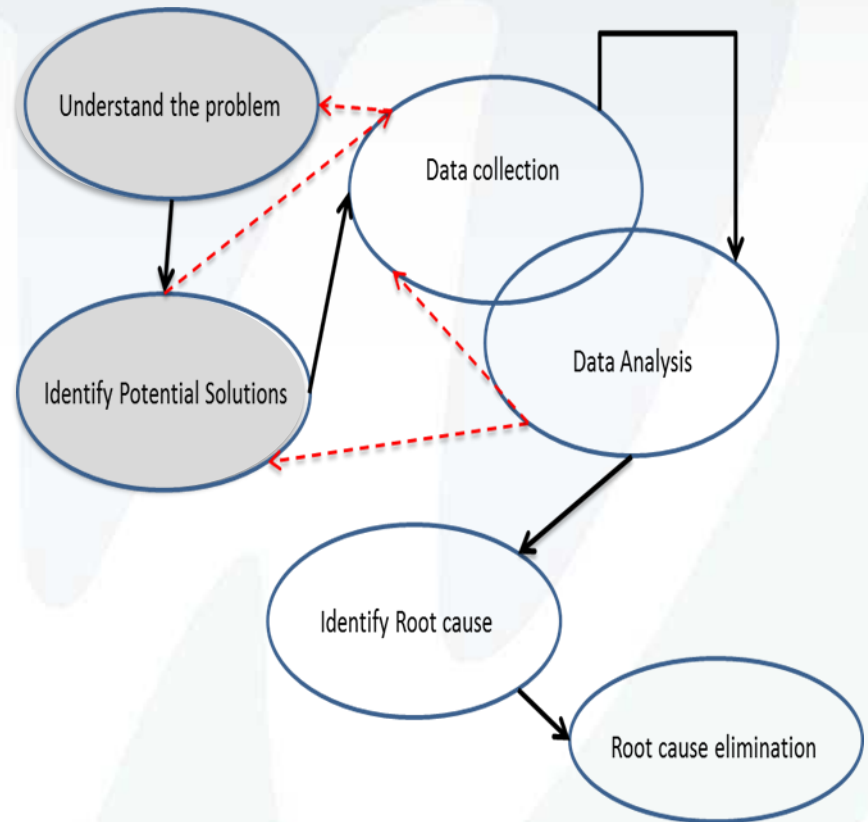 Understand the problem
Data collection
Data Analysis
Identify Potential Solutions
Identify Root cause
Root cause elimination